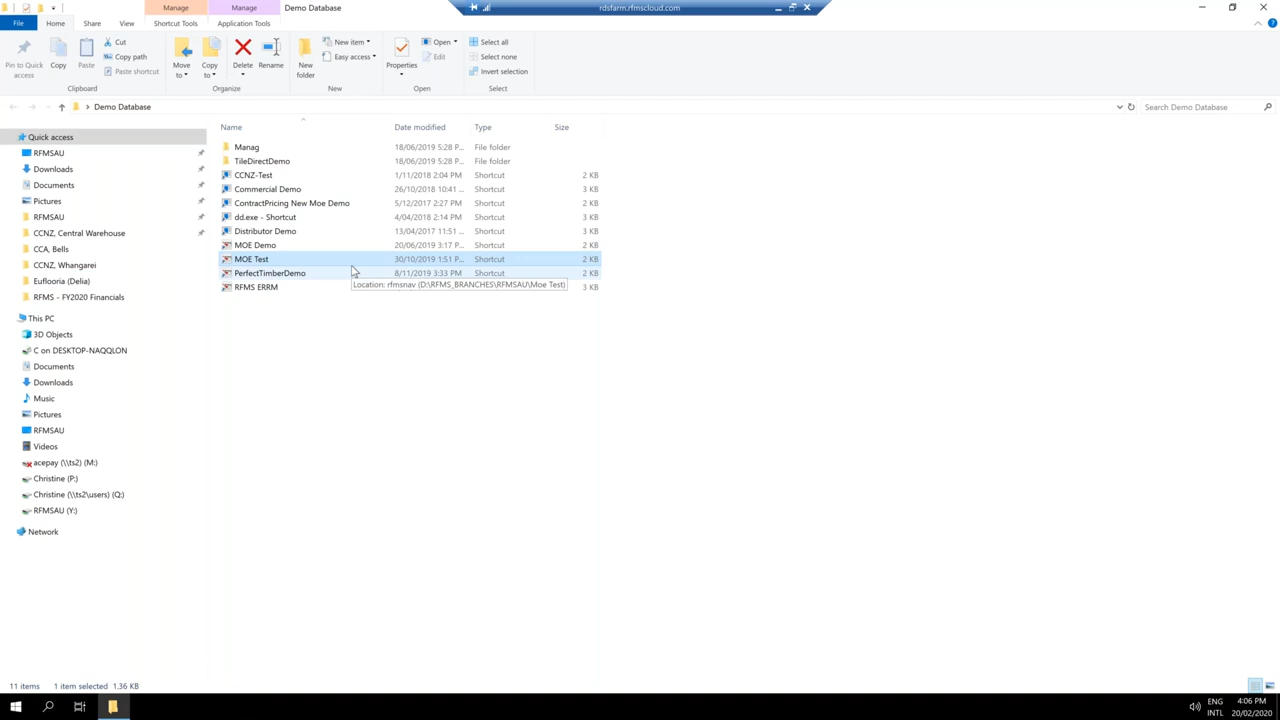 Manage
Manage
Demo Database
rdsfarm.rfmscloud.com
File
Home
Share
View
Shortcut Tools
Application Tools
Pin to Quick access
Copy
Paste
Cut
Copy path
Paste shortcut
Clipboard
Move to
Copy to
Delete
Rename
Organize
New folder
New item
Easy access
New
Properties
Open
Edit
Open
Select all
Select none
Invert selection
Select
Demo Database
Search Demo Database
Name
Date modified
Type
Size
Quick access
RFMSAU
Downloads
Documents
Pictures
RFMSAU
CCNZ, Central Warehouse
CCA, Bells
CCNZ, Whangarei
Euflooria (Delia)
RFMS - FY2020 Financials
This PC
3D Objects
C on DESKTOP-NAQQLON
Documents
Downloads
Music
Pictures
RFMSAU
Videos
acepay (\\ts2) (M:)
Christine (P:)
Christine (\\ts2\users) (Q:)
RFMSAU (Y:)
Network
Manag 18/06/2019 5:28 P... File folder
TileDirectDemo 18/06/2019 5:28 P... File folder
CCNZ-Test 1/11/2018 2:04 PM Shortcut 2 KB
Commercial Demo 26/10/2018 10:41 ... Shortcut 3 KB
ContractPricing New Moe Demo 5/12/2017 2:27 PM Shortcut 3 KB
dd.exe - Shortcut 4/04/2018 2:14 PM Shortcut 3 KB
Distributor Demo 13/04/2017 11:51 ... Shortcut 3 KB
MOE Demo 20/06/2019 3:17 P... Shortcut 2 KB
MOE Test 30/10/2019 1:51 P... Shortcut 2 KB
PerfectTimberDemo 8/11/2019 3:33 PM Shortcut 2 KB
RFMS ERRM 3 KB
Location: rfmsnav (D:\RFMS_BRANCHES\RFMSAU\Moe Test)
11 items 1 item selected 1.36 KB
ENG
INTL
4:06 PM
20/02/2020